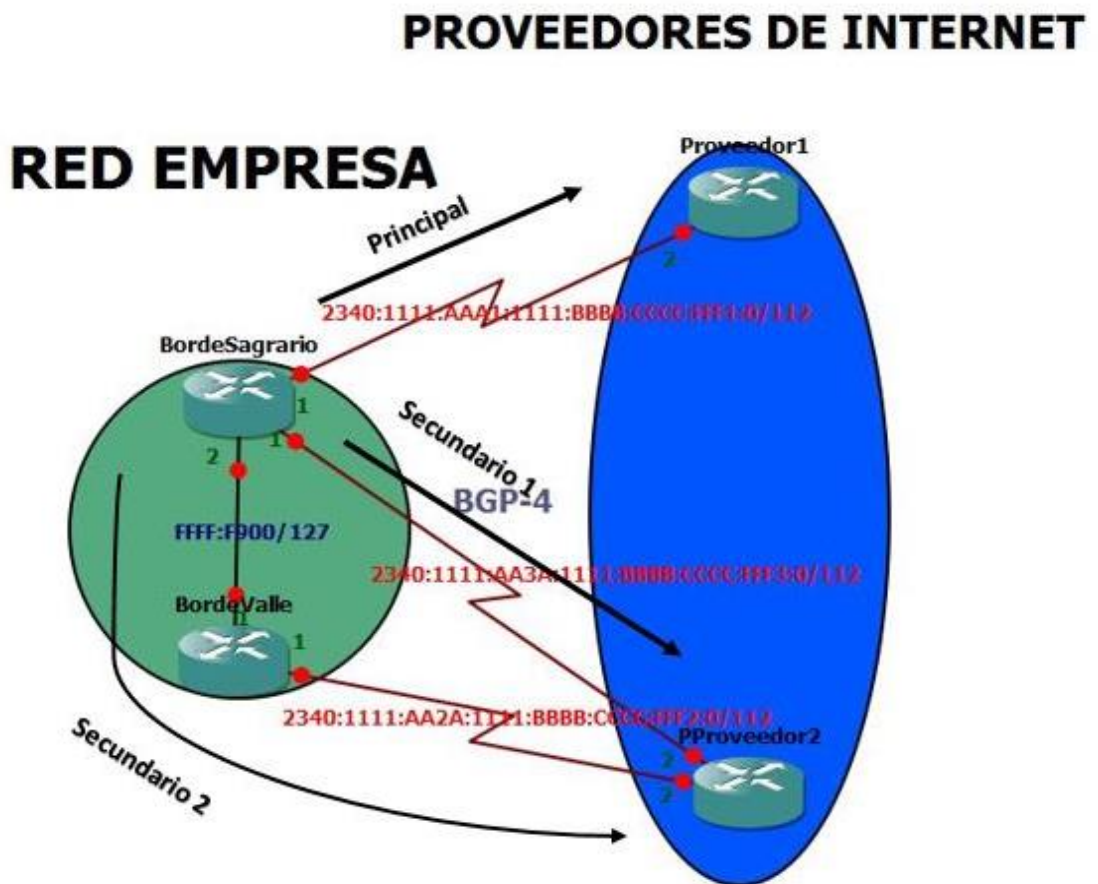 PROVEEDORES DE INTERNET
RED EMPRESA
Proveedor1
Principal
2
2340:1111:AAA1:1111:BBBB:CCCC:FFF1:0/112
BordeSagrario
1
1
2
Secundario 1
BGP-4
FFFF:F900/127
2340:1111:AA3A:1111:BBBB:CCCC:FFF3:0/112
BordeValle
1
2340:1111:AA2A:1111:BBBB:CCCC:FFF2:0/112
PProveedor2
2
2
Secundario 2